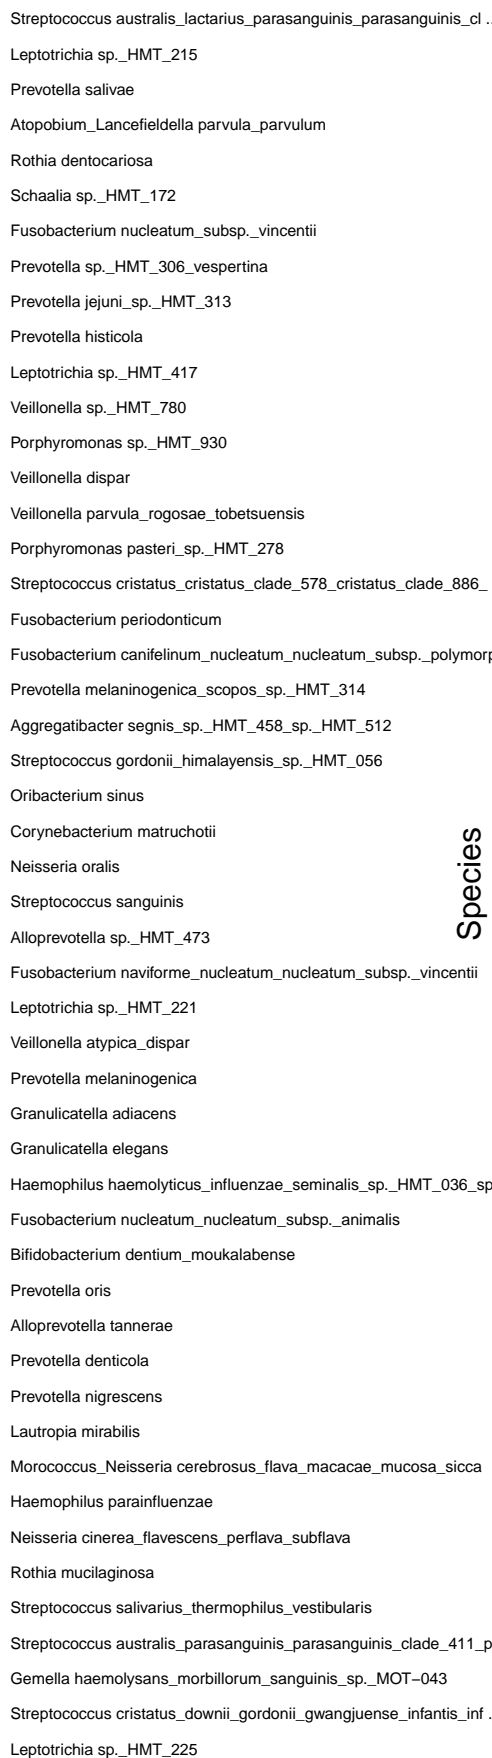 Streptococcus australis_lactarius_parasanguinis_parasanguinis_cl ..
Leptotrichia sp._HMT_215
Prevotella salivae
Atopobium_Lancefieldella parvula_parvulum
Rothia dentocariosa
Schaalia sp._HMT_172
Fusobacterium nucleatum_subsp._vincentii
Prevotella sp._HMT_306_vespertina
Prevotella jejuni_sp._HMT_313
Prevotella histicola
Leptotrichia sp._HMT_417
Veillonella sp._HMT_780
Porphyromonas sp._HMT_930
Veillonella dispar
Veillonella parvula_rogosae_tobetsuensis
Porphyromonas pasteri_sp._HMT_278
Streptococcus cristatus_cristatus_clade_578_cristatus_clade_886_
Fusobacterium periodonticum
Fusobacterium canifelinum_nucleatum_nucleatum_subsp._polymorp
Prevotella melaninogenica_scopos_sp._HMT_314
Aggregatibacter segnis_sp._HMT_458_sp._HMT_512
Streptococcus gordonii_himalayensis_sp._HMT_056
Oribacterium sinus
Corynebacterium matruchotii
Neisseria oralis
Streptococcus sanguinis
Alloprevotella sp._HMT_473
Species
Fusobacterium naviforme_nucleatum_nucleatum_subsp._vincentii
Leptotrichia sp._HMT_221
Veillonella atypica_dispar
Prevotella melaninogenica
Granulicatella adiacens
Granulicatella elegans
Haemophilus haemolyticus_influenzae_seminalis_sp._HMT_036_sp
Fusobacterium nucleatum_nucleatum_subsp._animalis
Bifidobacterium dentium_moukalabense
Prevotella oris
Alloprevotella tannerae
Prevotella denticola
Prevotella nigrescens
Lautropia mirabilis
Morococcus_Neisseria cerebrosus_flava_macacae_mucosa_sicca
Haemophilus parainfluenzae
Neisseria cinerea_flavescens_perflava_subflava
Rothia mucilaginosa
Streptococcus salivarius_thermophilus_vestibularis
Streptococcus australis_parasanguinis_parasanguinis_clade_411_p
Gemella haemolysans_morbillorum_sanguinis_sp._MOT−043
Streptococcus cristatus_downii_gordonii_gwangjuense_infantis_inf .
Leptotrichia sp._HMT_225